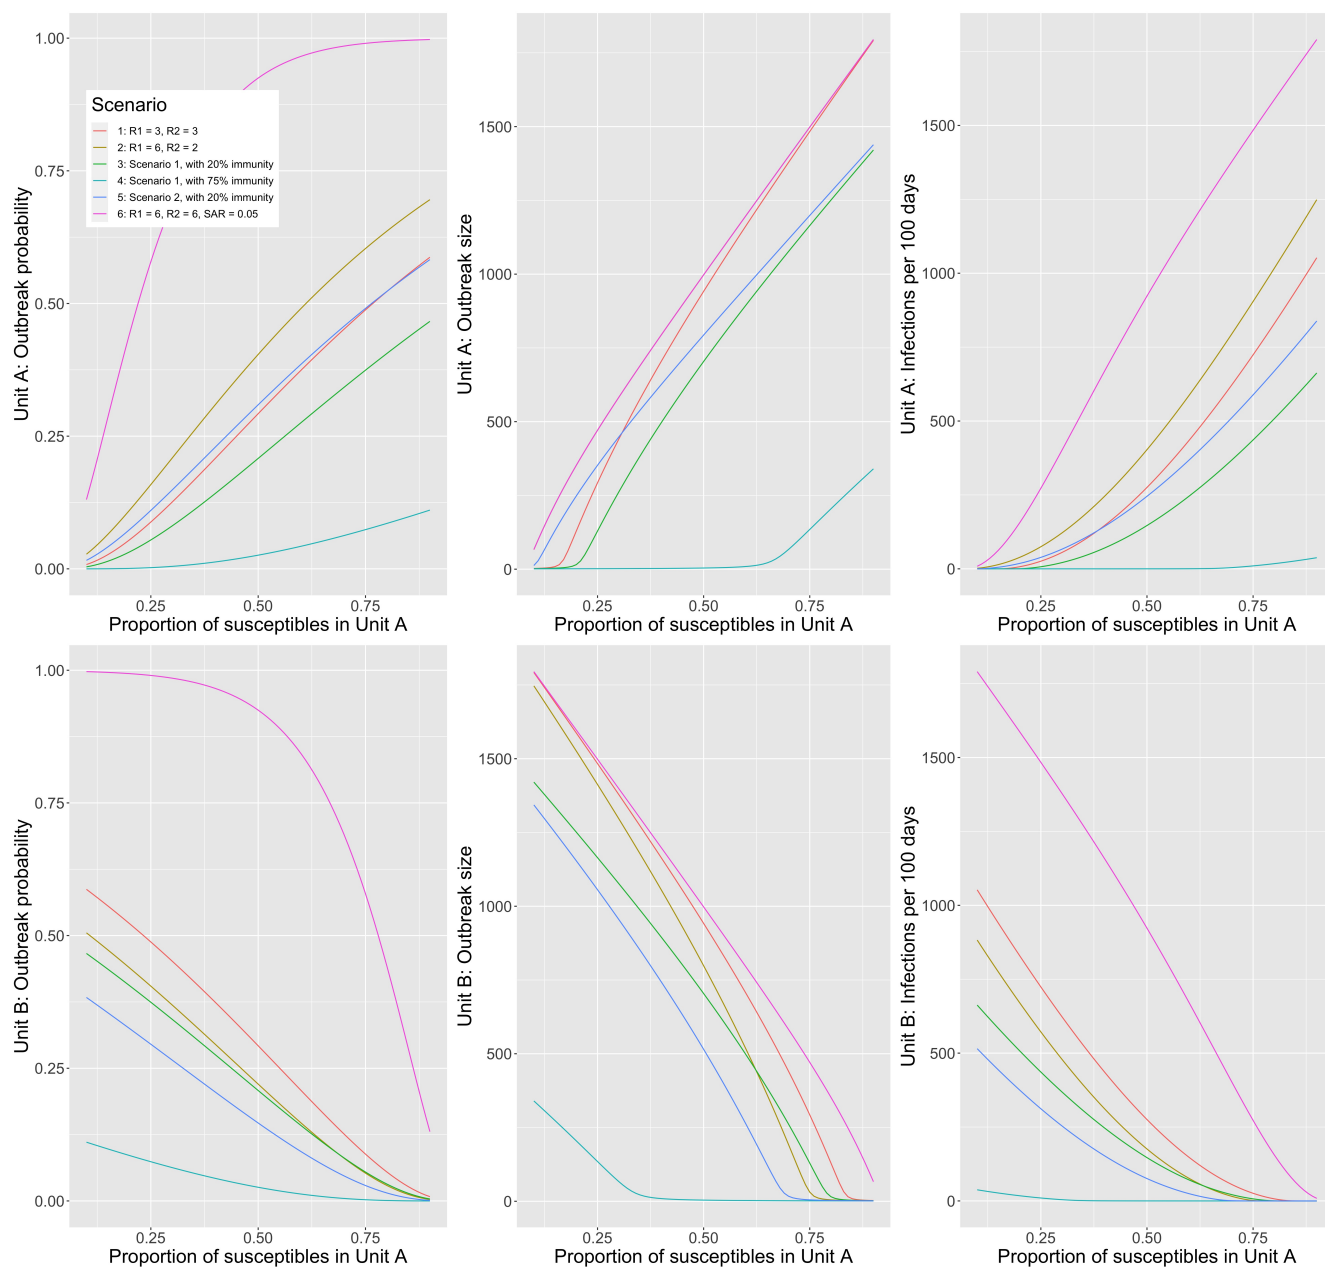 Unit A: Outbreak probability
1.00
0.75
0.50
0.25
0.00
Scenario
1: R1 = 3, R2 = 3
2: R1 = 6, R2 = 2
3: Scenario 1, with 20% immunity
4: Scenario 1, with 75% immunity
5: Scenario 2, with 20% immunity
6: R1 = 6, R2 = 6, SAR = 0.05
0.25 0.50 0.75
Proportion of susceptibles in Unit A
Unit A: Outbreak size
1500
1000
500
0
0.25 0.50 0.75
Proportion of susceptibles in Unit A
Unit A: Infections per 100 days
1500
1000
500
0
0.25 0.50 0.75
Proportion of susceptibles in Unit A
Unit B: Outbreak probability
1.00
0.75
0.50
0.25
0.00
0.25 0.50 0.75
Proportion of susceptibles in Unit A
Unit B: Outbreak size
1500
1000
500
0
0.25 0.50 0.75
Proportion of susceptibles in Unit A
Unit B: Infections per 100 days
1500
1000
500
0
0.25 0.50 0.75
Proportion of susceptibles in Unit A